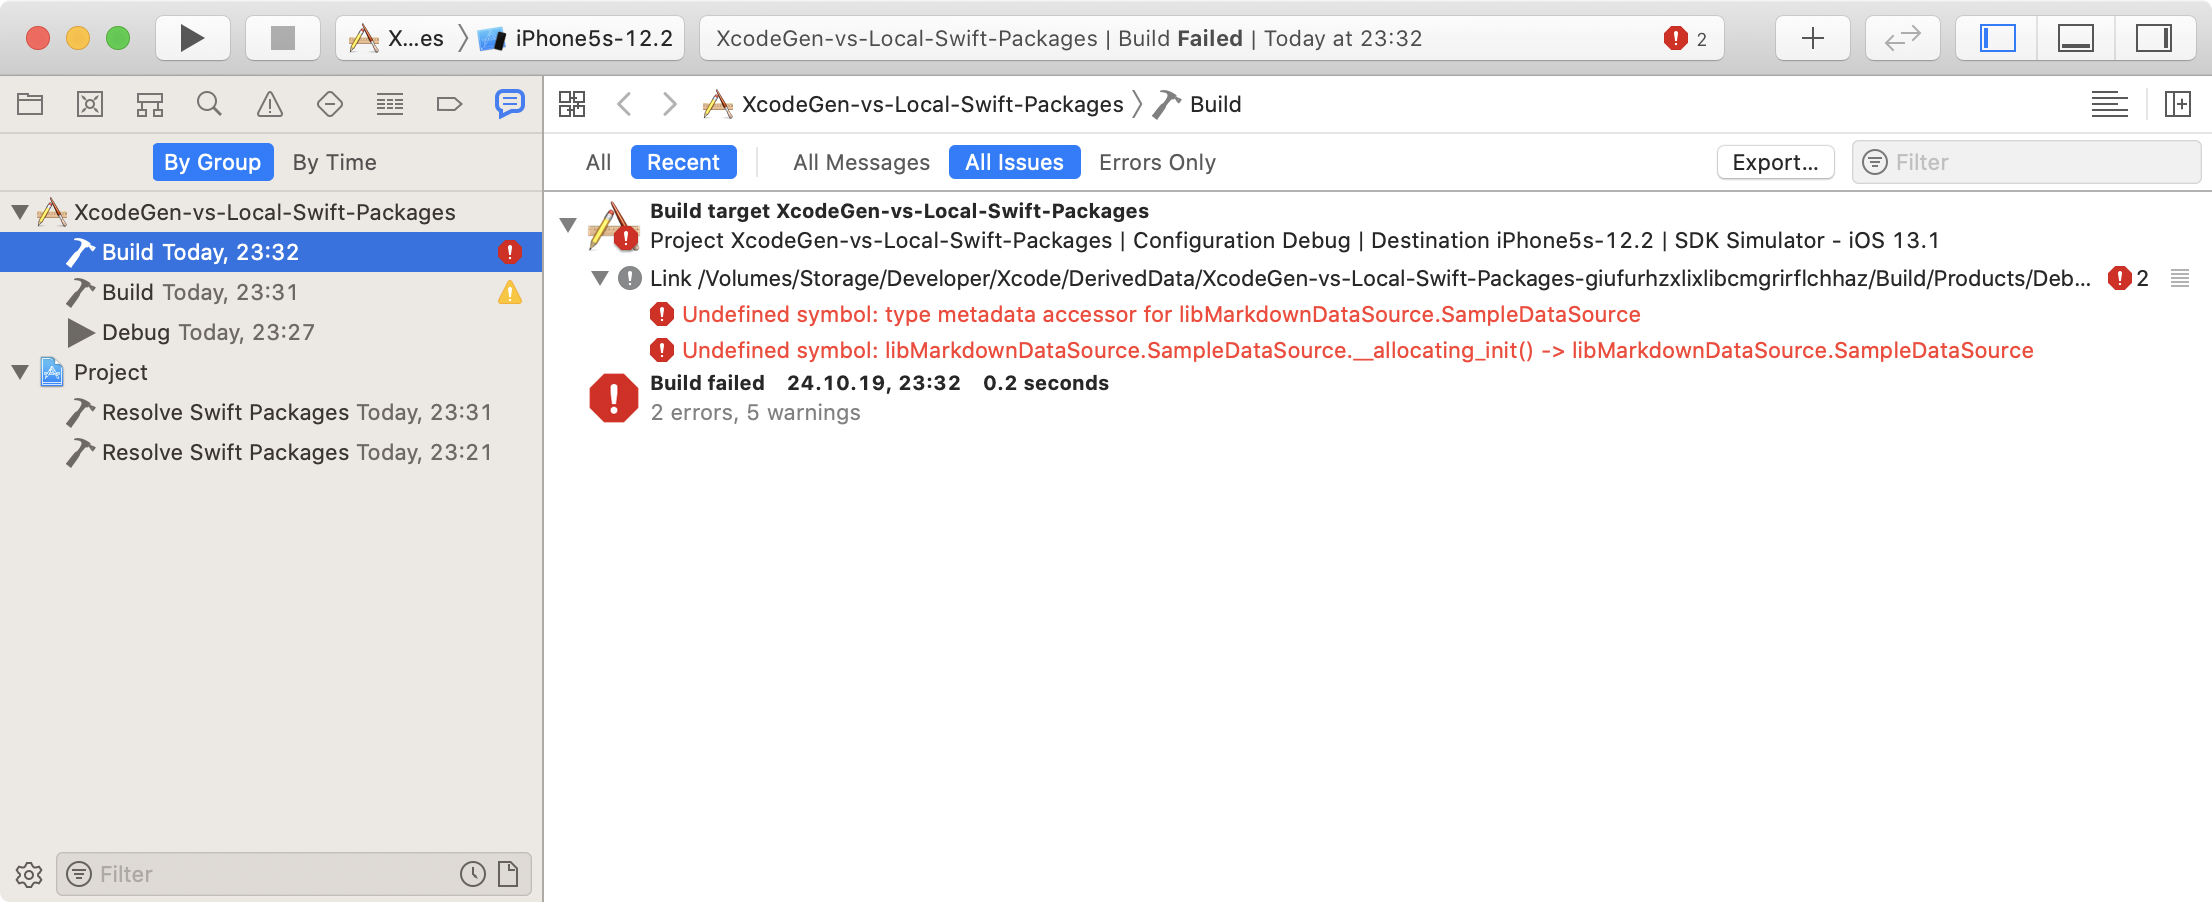 X...es 〉 iPhone5s-12.2
XcodeGen-vs-Local-Swift-Packages | Build Failed | Today at 23:32
2
XcodeGen-vs-Local-Swift-Packages 〉 Build
By Group By Time
All Recent All Messages All Issues Errors Only Export... Filter
XcodeGen-vs-Local-Swift-Packages
Build Today, 23:32
Build Today, 23:31
Debug Today, 23:27
Project
Resolve Swift Packages Today, 23:31
Resolve Swift Packages Today, 23:21
Filter
Build target XcodeGen-vs-Local-Swift-Packages
Project XcodeGen-vs-Local-Swift-Packages | Configuration Debug | Destination iPhone5s-12.2 | SDK Simulator - iOS 13.1
Link /Volumes/Storage/Developer/Xcode/DerivedData/XcodeGen-vs-Local-Swift-Packages-giufurhzxlixlibcmgrirflchhaz/Build/Products/Deb... 2
Undefined symbol: type metadata accessor for libMarkdownDataSource.SampleDataSource
Undefined symbol: libMarkdownDataSource.SampleDataSource.__allocating_init() -> libMarkdownDataSource.SampleDataSource
Build failed 24.10.19, 23:32 0.2 seconds
2 errors, 5 warnings